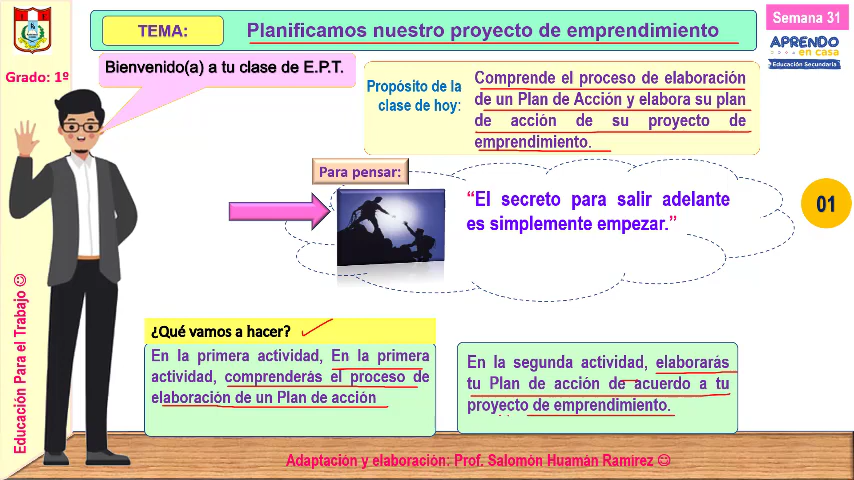 TEMA:
Planificamos nuestro proyecto de emprendimiento
Semana 31
APRENDO
en casa
Educación Secundaria
Grado: 1º
Bienvenido(a) a tu clase de E.P.T.
Propósito de la
clase de hoy:
Comprende el proceso de elaboración
de un Plan de Acción y elabora su plan
de acción de su proyecto de
emprendimiento.
Para pensar:
“El secreto para salir adelante
es simplemente empezar.”
01
Educación Para el Trabajo ☺
¿Qué vamos a hacer?
En la primera actividad, En la primera
actividad, comprenderás el proceso de
elaboración de un Plan de acción
En la segunda actividad, elaborarás
tu Plan de acción de acuerdo a tu
proyecto de emprendimiento.
Adaptación y elaboración: Prof. Salomón Huamán Ramírez ☺